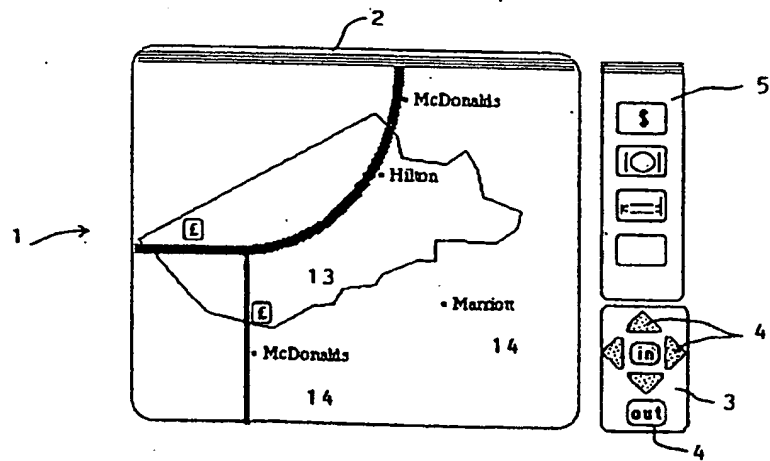 2
McDonalds
5
$
Hilton
1
£
13
£
Marriott
4
in
14
McDonalds
3
14
out
4